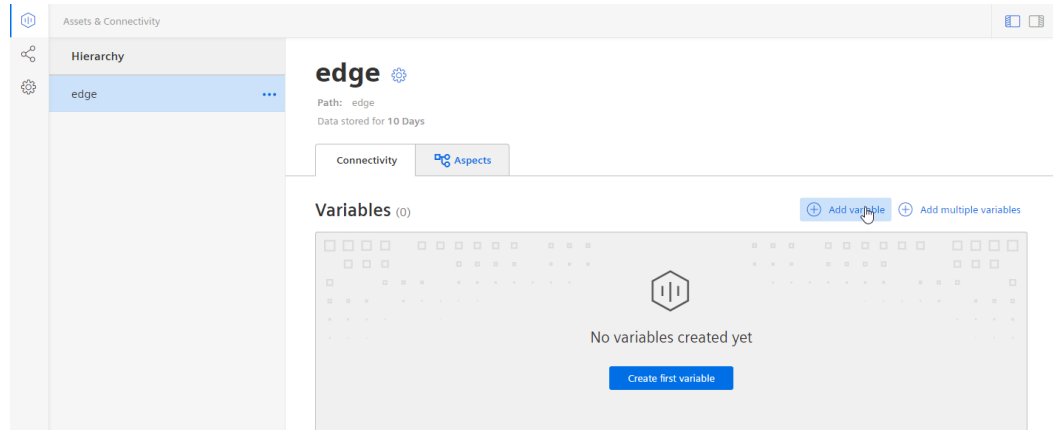 Assets & Connectivity
Hierarchy
edge
edge
Path: edge
Data stored for 10 Days
Connectivity
Aspects
Variables (0)
Add variable
Add multiple variables
No variables created yet
Create first variable